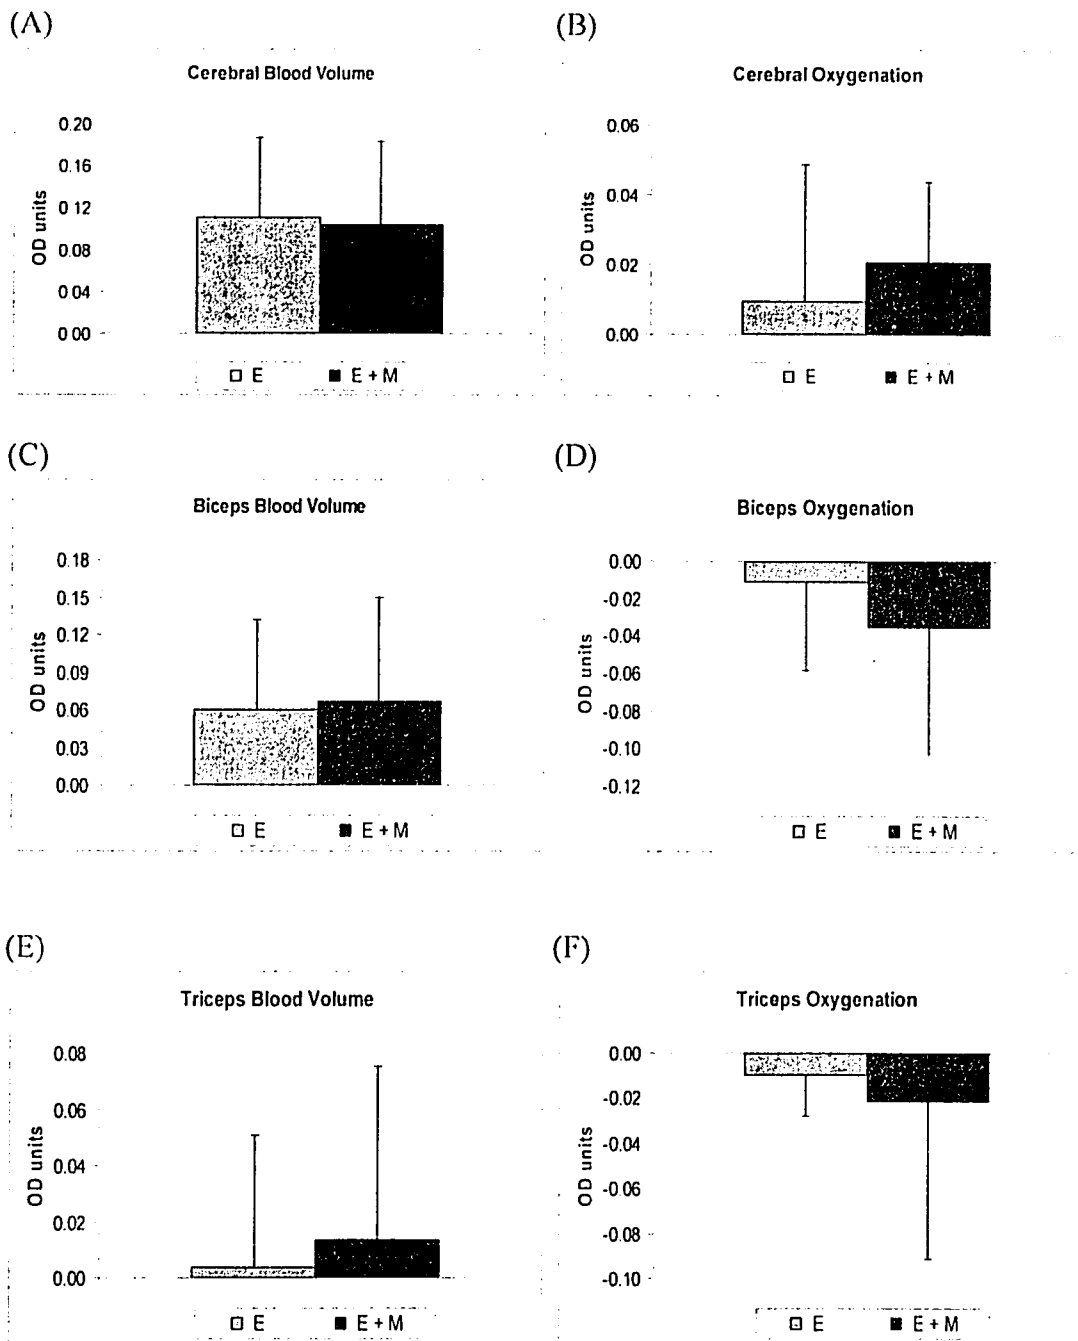 (A)
Cerebral Blood Volume
0.20
0.16
0.12
0.08
0.04
0.00
OD units
E E + M
(B)
Cerebral Oxygenation
0.06
0.04
0.02
0.00
OD units
E E + M
(C)
Biceps Blood Volume
0.18
0.15
0.12
0.09
0.06
0.03
0.00
OD units
E E + M
(D)
Biceps Oxygenation
0.00
-0.02
-0.04
-0.06
-0.08
-0.10
-0.12
OD units
E E + M
(E)
Triceps Blood Volume
0.08
0.06
0.04
0.02
0.00
OD units
E E + M
(F)
Triceps Oxygenation
0.00
-0.02
-0.04
-0.06
-0.08
-0.10
OD units
E E + M